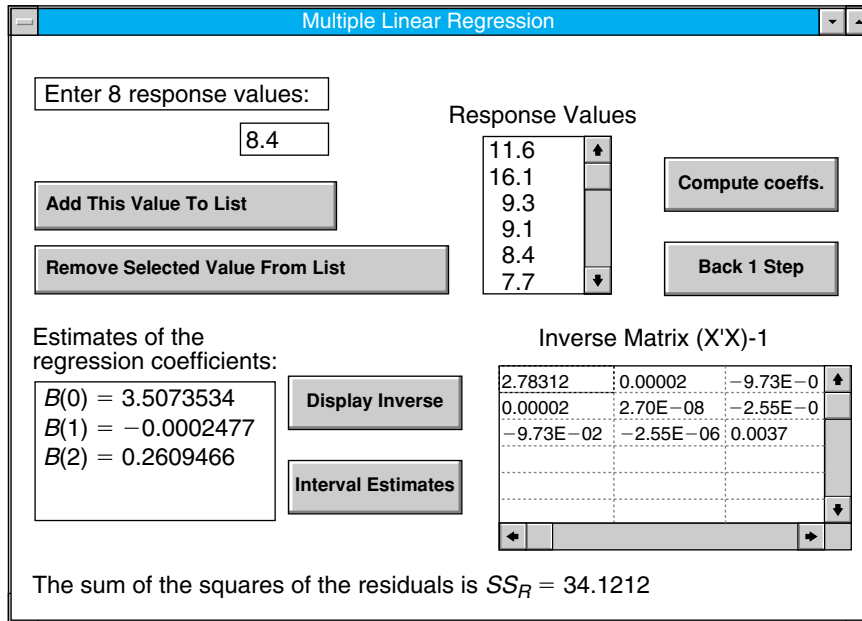 Multiple Linear Regression
Enter 8 response values:
8.4
Add This Value To List
Remove Selected Value From List
Response Values
11.6
16.1
9.3
9.1
8.4
7.7
Compute coeffs.
Back 1 Step
Estimates of the
regression coefficients:
B(0) = 3.5073534
B(1) = −0.0002477
B(2) = 0.2609466
Display Inverse
Interval Estimates
Inverse Matrix (X'X)-1
2.78312 0.00002 −9.73E−0
0.00002 2.70E−08 −2.55E−0
−9.73E−02 −2.55E−06 0.0037
The sum of the squares of the residuals is SS_R = 34.1212